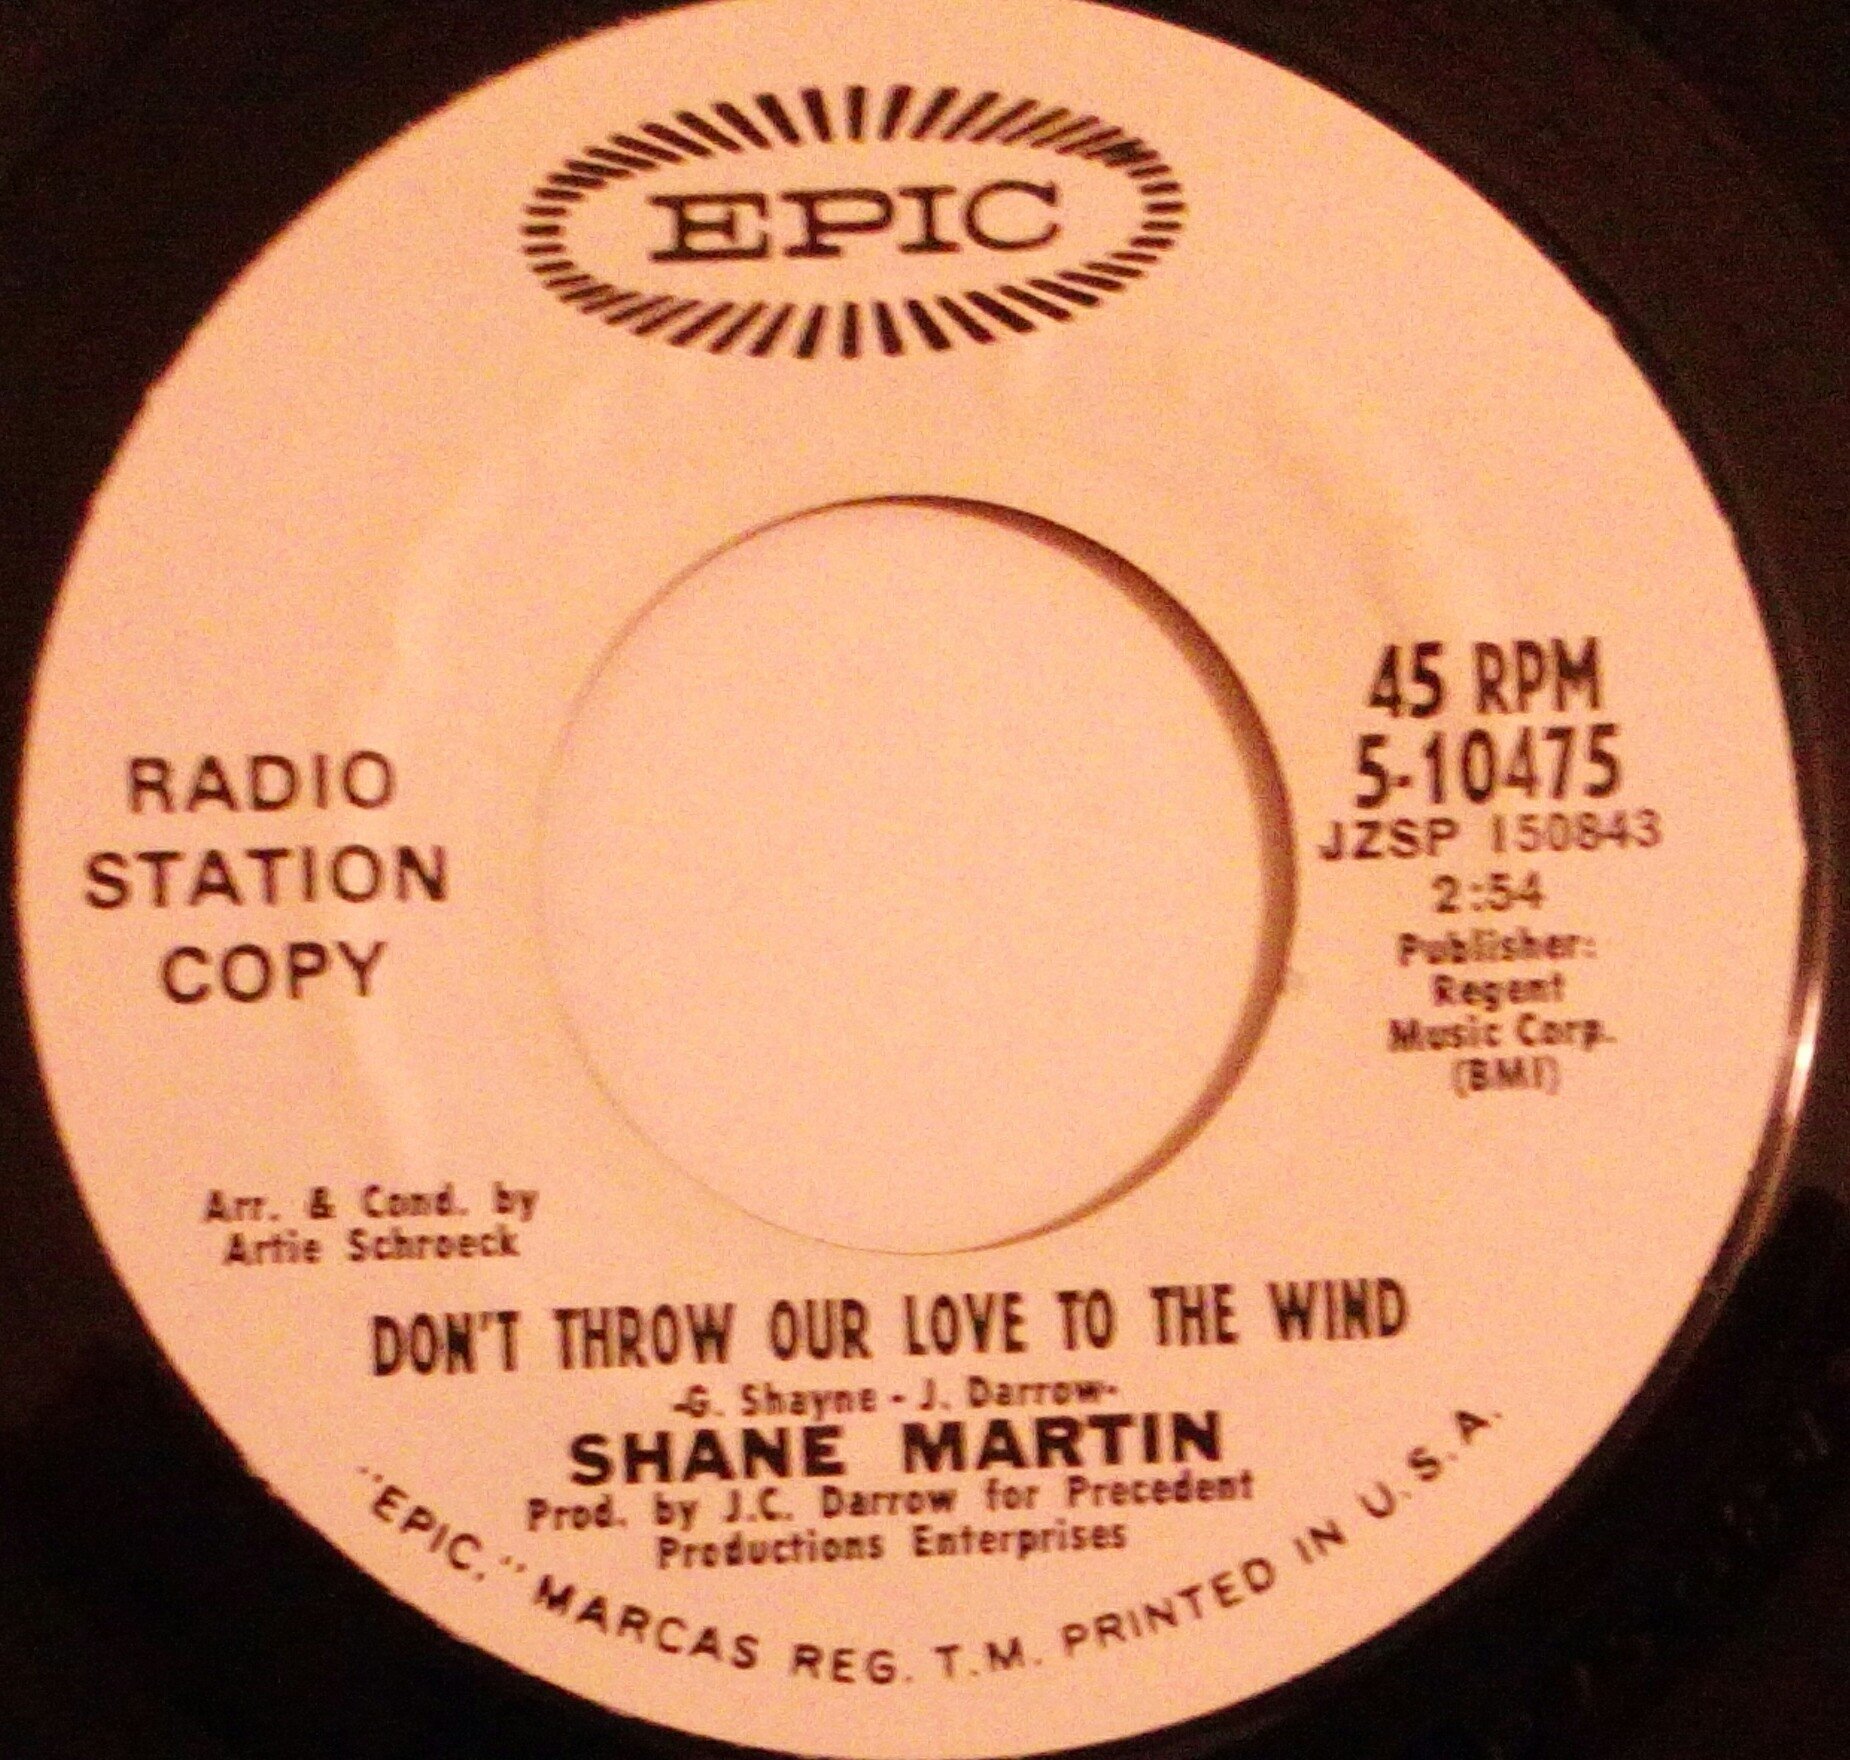 EPIC
RADIO
STATION
COPY
45 RPM
5-10475
JZSP 150843
2:54
Publisher:
Regent
Music Corp.
(BMI)
Arr. & Cond. by
Artie Schroeck
DON'T THROW OUR LOVE TO THE WIND
-G. Shayne - J. Darrow-
SHANE MARTIN
Prod. by J.C. Darrow for Precedent
Productions Enterprises
"EPIC," MARCAS REG. T.M. PRINTED IN U.S.A.